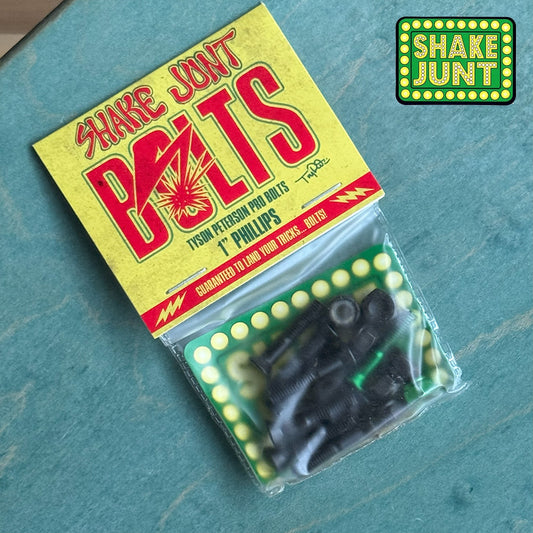 SHAKE JUNT
SHAKE
JUNT
BOLTS
TYSON PETERSON PRO BOLTS
1" PHILLIPS
GUARANTEED TO LAND YOUR TRICKS... BOLTS!